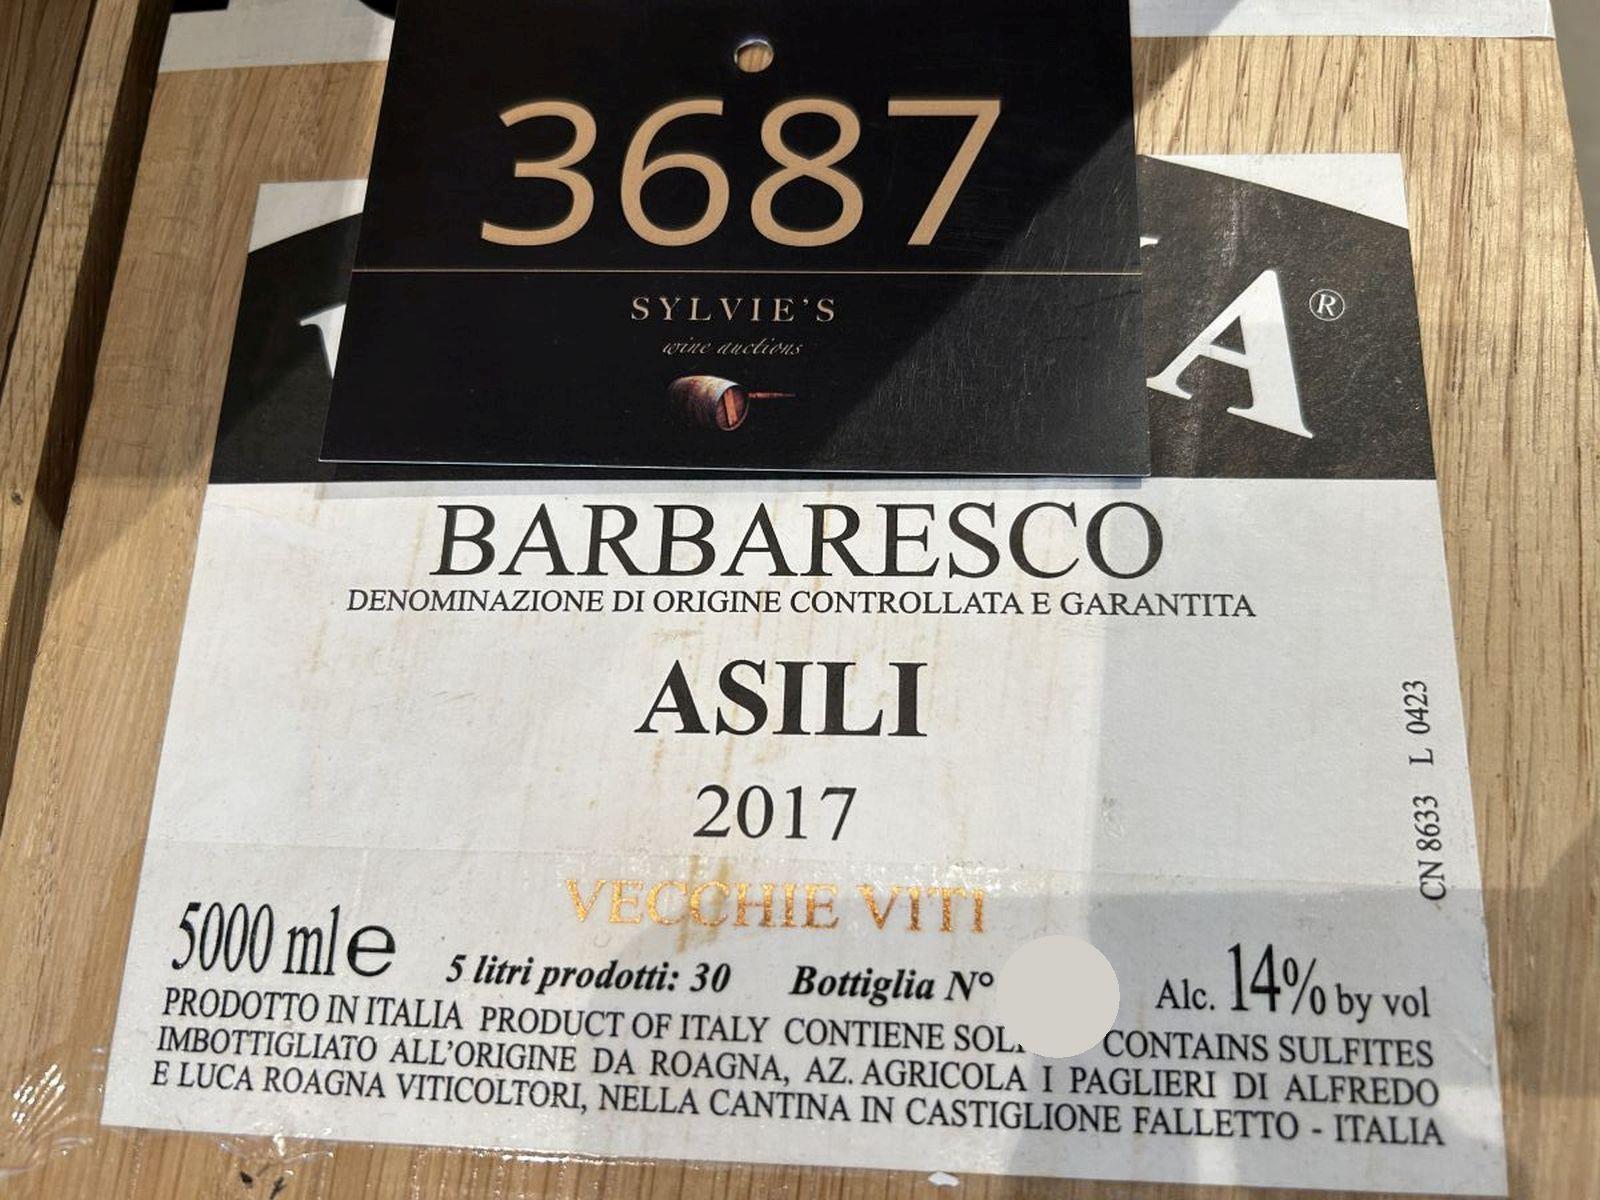 3687
SYLVIE'S
wine auctions
A®
BARBARESCO
DENOMINAZIONE DI ORIGINE CONTROLLATA E GARANTITA
ASILI
2017
VECCHIE VITI
5000 ml e
5 litri prodotti: 30 Bottiglia N°
Alc. 14% by vol
PRODOTTO IN ITALIA PRODUCT OF ITALY CONTIENE CONTAINS SULFITES
IMBOTTIGLIATO ALL'ORIGINE DA ROAGNA, AZ. AGRICOLA I PAGLIERI DI ALFREDO
E LUCA ROAGNA VITICOLTORI, NELLA CANTINA IN CASTIGLIONE FALLETTO - ITALIA
CN 8633 L 0423